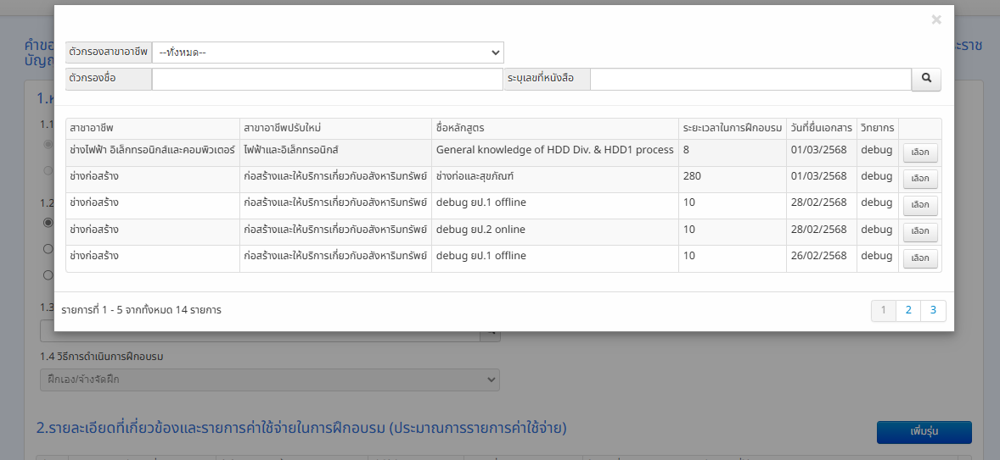 คำขอ
ะราช
บัญญ
ตัวกรองสาขาอาชีพ --ทั้งหมด--
ตัวกรองชื่อ ระบุเลขที่หนังสือ
1.ห
1.1
สาขาอาชีพ สาขาอาชีพปรับใหม่ ชื่อหลักสูตร ระยะเวลาในการฝึกอบรม วันที่ยื่นเอกสาร วิทยากร
ช่างไฟฟ้า อิเล็กทรอนิกส์และคอมพิวเตอร์ ไฟฟ้าและอิเล็กทรอนิกส์ General knowledge of HDD Div. & HDD1 process 8 01/03/2568 debug เลือก
ช่างก่อสร้าง ก่อสร้างและให้บริการเกี่ยวกับอสังหาริมทรัพย์ ช่างท่อและสุขภัณฑ์ 280 01/03/2568 debug เลือก
1.2
ช่างก่อสร้าง ก่อสร้างและให้บริการเกี่ยวกับอสังหาริมทรัพย์ debug ยป.1 offline 10 28/02/2568 debug เลือก
ช่างก่อสร้าง ก่อสร้างและให้บริการเกี่ยวกับอสังหาริมทรัพย์ debug ยป.2 online 10 28/02/2568 debug เลือก
ช่างก่อสร้าง ก่อสร้างและให้บริการเกี่ยวกับอสังหาริมทรัพย์ debug ยป.1 offline 10 26/02/2568 debug เลือก
1.3
รายการที่ 1 - 5 จากทั้งหมด 14 รายการ 1 2 3
1.4 วิธีการดำเนินการฝึกอบรม
ฝึกเอง/จ้างจัดฝึก
2.รายละเอียดที่เกี่ยวข้องและรายการค่าใช้จ่ายในการฝึกอบรม (ประมาณการรายการค่าใช้จ่าย) เพิ่มรุ่น